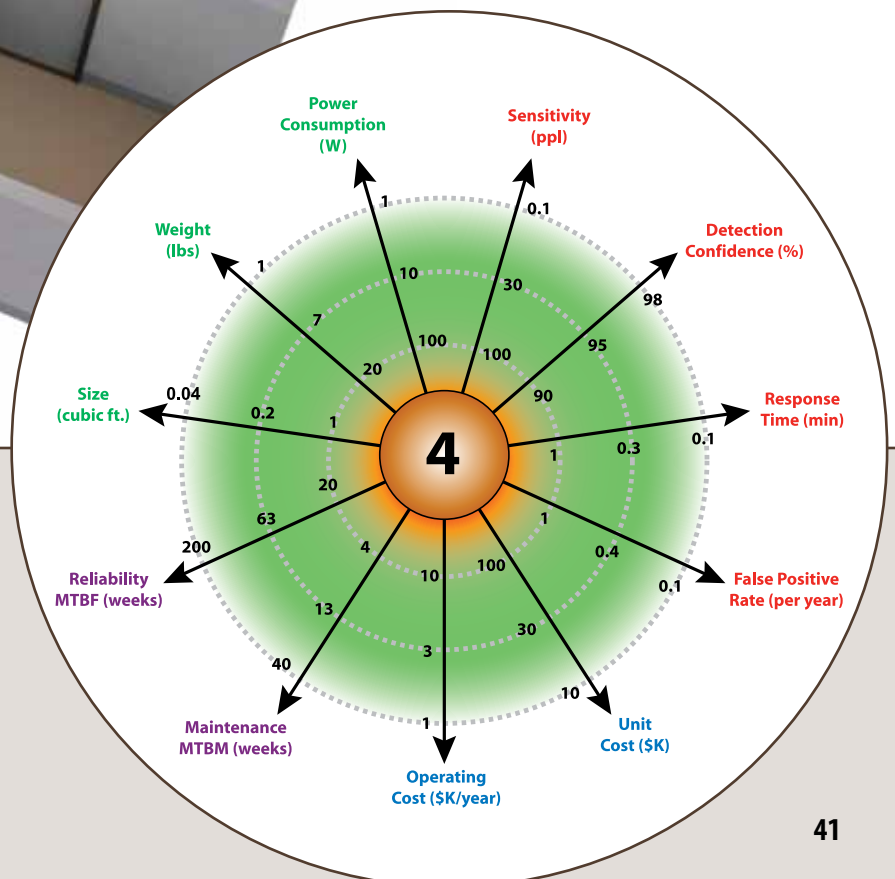 Power
Consumption
(W)
Sensitivity
(ppl)
Weight
(lbs)
Detection
Confidence (%)
Size
(cubic ft.)
Response
Time (min)
Reliability
MTBF (weeks)
False Positive
Rate (per year)
Maintenance
MTBM (weeks)
Unit
Cost ($K)
Operating
Cost ($K/year)
1
10
100
0.1
30
100
98
95
90
0.1
0.3
1
0.1
0.4
1
10
30
100
1
3
10
40
13
4
200
63
20
0.04
0.2
1
1
7
20
4
41